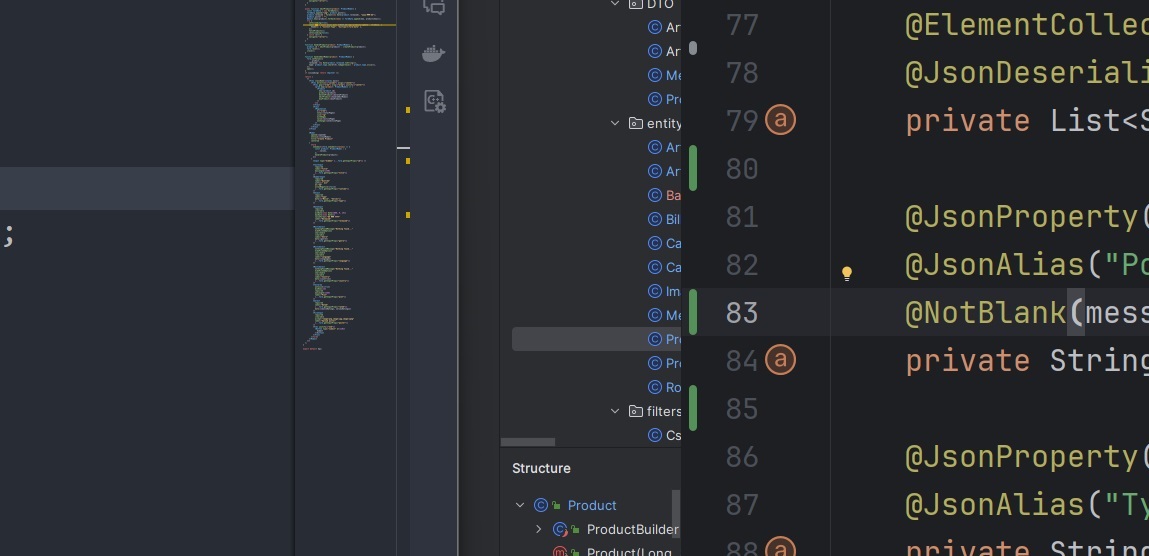 ;
DTO
Ar
Ar
Me
Pro
entity
Ar
Ar
Ba
Bil
Ca
Ca
Im
Me
Pro
Pro
Ro
filters
Cs
Structure
Product
ProductBuilder
Product(Long
77 @ElementCollec
78 @JsonDeseriali
79 private List<S
80
81 @JsonProperty(
82 @JsonAlias("Po
83 @NotBlank(mess
84 private String
85
86 @JsonProperty(
87 @JsonAlias("Ty
88 private String